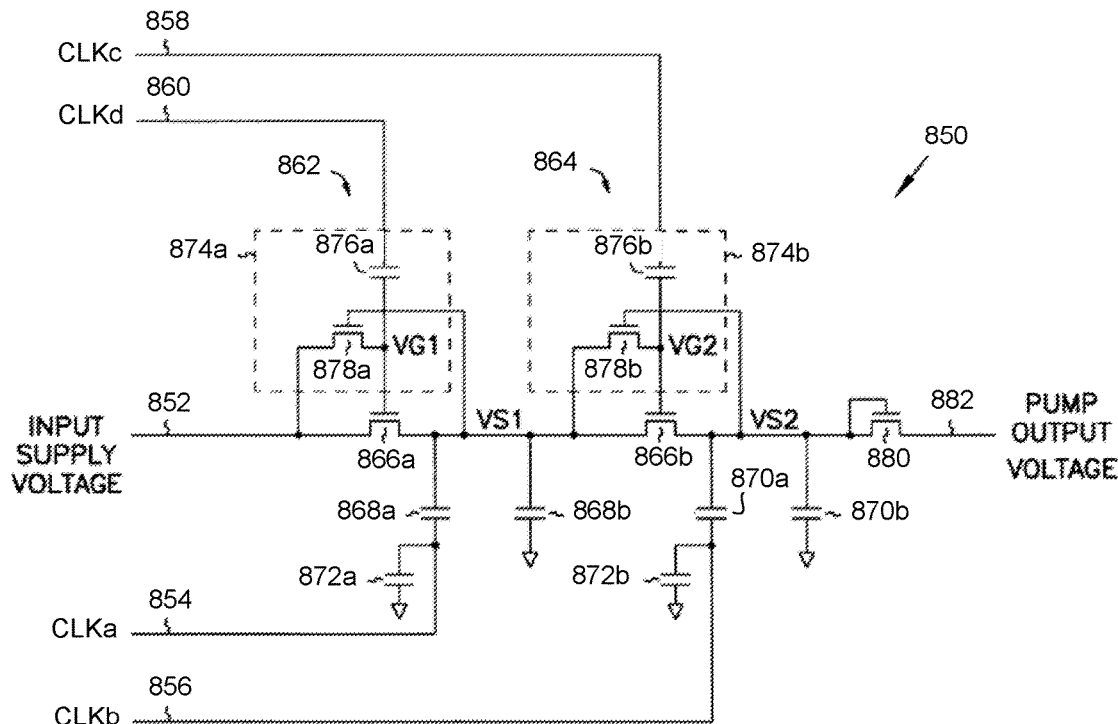 858
CLKc
860
CLKd
850
862
864
874a
876a
876b
874b
VG1
VG2
878a
878b
INPUT
SUPPLY
VOLTAGE
852
VS1
VS2
882
PUMP
OUTPUT
VOLTAGE
866a
866b
880
868a
868b
870a
870b
872a
872b
854
CLKa
856
CLKb